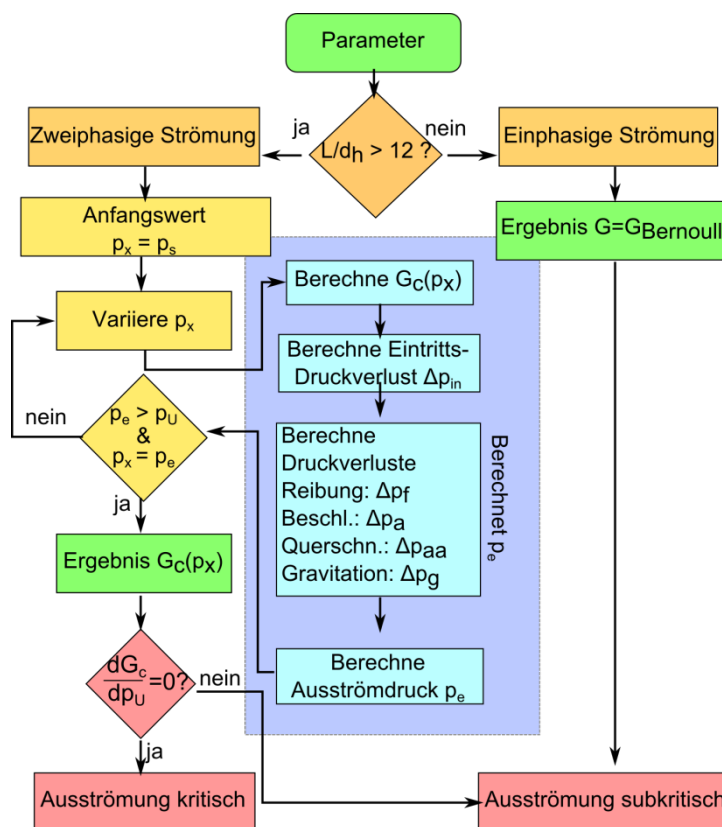 Parameter
Zweiphasige Strömung
ja
L/dh > 12 ?
nein
Einphasige Strömung
Anfangswert
px = ps
Ergebnis G=GBernoull
Variiere px
Berechne Gc(px)
Berechne Eintritts-
Druckverlust Δpin
nein
pe > pU
&
px = pe
Berechne
Druckverluste
Reibung: Δpf
Beschl.: Δpa
Querschn.: Δpaa
Gravitation: Δpg
Berechnet pe
ja
Ergebnis Gc(px)
Berechne
Ausströmdruck pe
dGc
dpU
=0?
nein
ja
Ausströmung kritisch
Ausströmung subkritisch